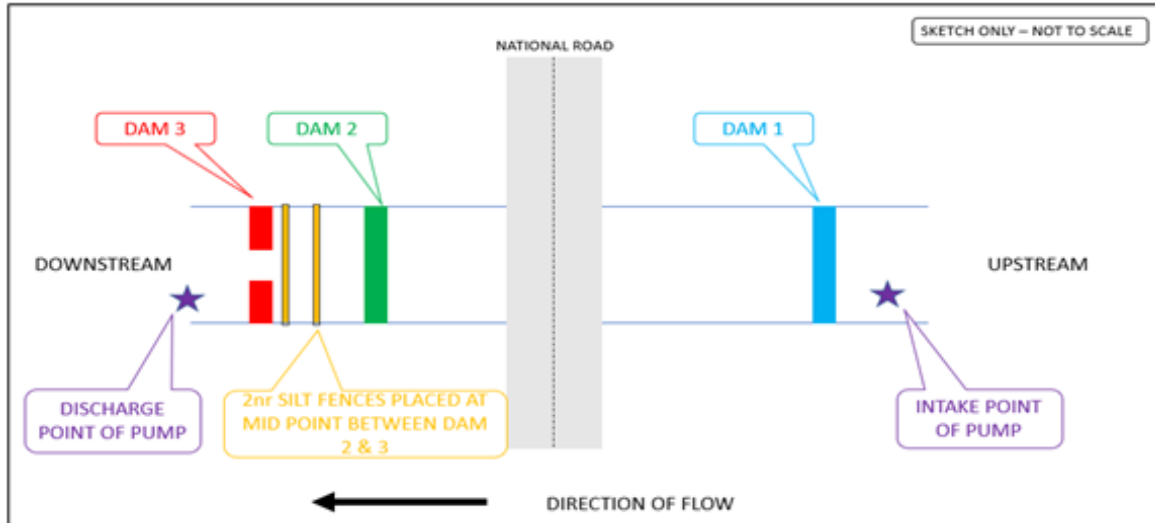 SKETCH ONLY – NOT TO SCALE
NATIONAL ROAD
DAM 3
DAM 2
DAM 1
DOWNSTREAM
UPSTREAM
DISCHARGE
POINT OF PUMP
2nr SILT FENCES PLACED AT
MID POINT BETWEEN DAM
2 & 3
INTAKE POINT
OF PUMP
DIRECTION OF FLOW